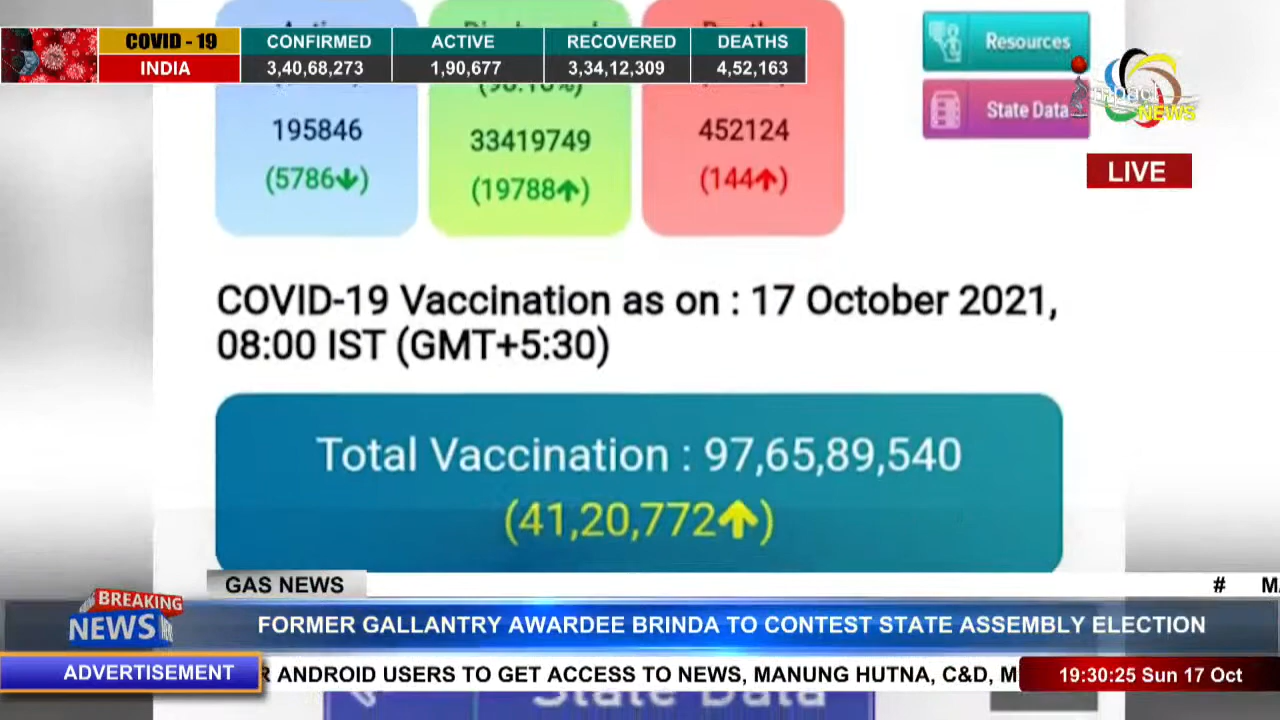 COVID - 19
INDIA
CONFIRMED
3,40,68,273
ACTIVE
1,90,677
RECOVERED
3,34,12,309
DEATHS
4,52,163
Resources
State Data
Impact
NEWS
LIVE
195846
(5786↓)
33419749
(19788↑)
452124
(144↑)
COVID-19 Vaccination as on : 17 October 2021,
08:00 IST (GMT+5:30)
Total Vaccination : 97,65,89,540
(41,20,772↑)
GAS NEWS
#
BREAKING
NEWS
FORMER GALLANTRY AWARDEE BRINDA TO CONTEST STATE ASSEMBLY ELECTION
ADVERTISEMENT
R ANDROID USERS TO GET ACCESS TO NEWS, MANUNG HUTNA, C&D, M
19:30:25 Sun 17 Oct
State Data